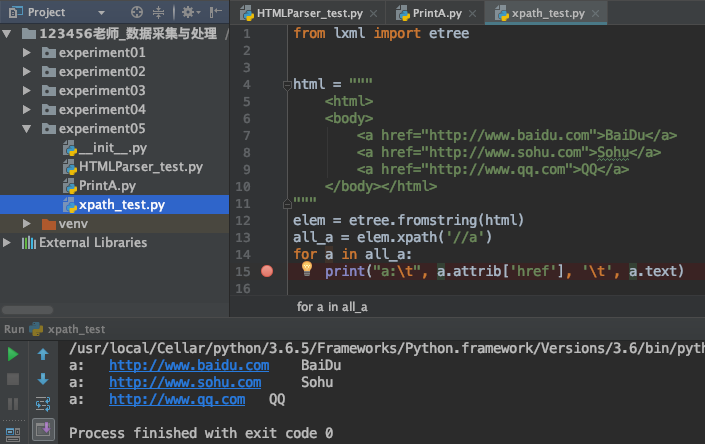 Project
HTMLParser_test.py
PrintA.py
xpath_test.py
123456老师_数据采集与处理 /
experiment01
experiment02
experiment03
experiment04
experiment05
__init__.py
HTMLParser_test.py
PrintA.py
xpath_test.py
venv
External Libraries
1 from lxml import etree
2
3
4 html = """
5 <html>
6 <body>
7 <a href="http://www.baidu.com">BaiDu</a>
8 <a href="http://www.sohu.com">Sohu</a>
9 <a href="http://www.qq.com">QQ</a>
10 </body></html>
11 """
12 elem = etree.fromstring(html)
13 all_a = elem.xpath('//a')
14 for a in all_a:
15 print("a:\t", a.attrib['href'], '\t', a.text)
16
for a in all_a
Run xpath_test
/usr/local/Cellar/python/3.6.5/Frameworks/Python.framework/Versions/3.6/bin/pyth
a: http://www.baidu.com BaiDu
a: http://www.sohu.com Sohu
a: http://www.qq.com QQ
Process finished with exit code 0